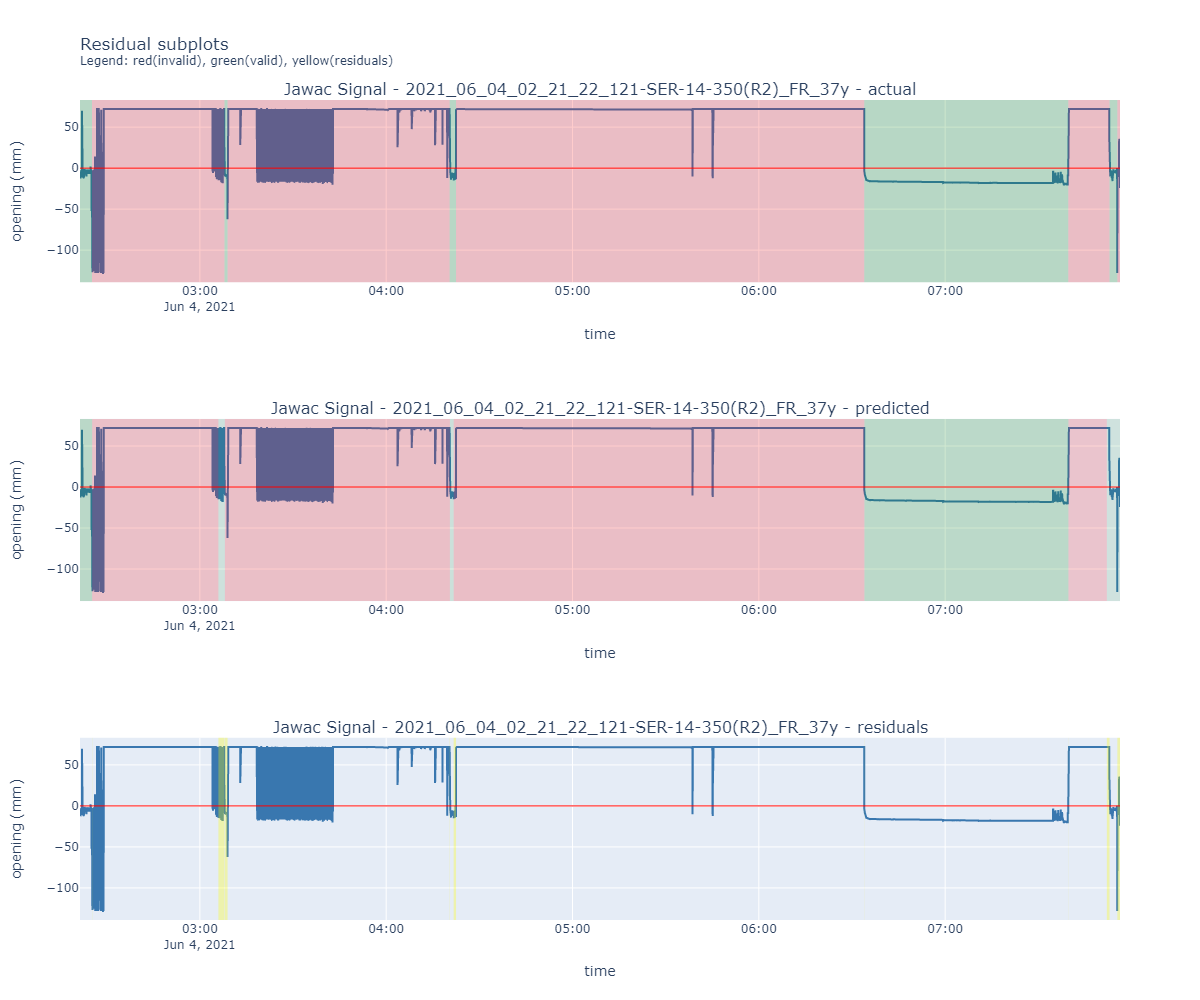 Residual subplots
Legend: red(invalid), green(valid), yellow(residuals)
Jawac Signal - 2021_06_04_02_21_22_121-SER-14-350(R2)_FR_37y - actual
opening (mm)
50
0
−50
−100
03:00
Jun 4, 2021
04:00
05:00
06:00
07:00
time
Jawac Signal - 2021_06_04_02_21_22_121-SER-14-350(R2)_FR_37y - predicted
opening (mm)
50
0
−50
−100
03:00
Jun 4, 2021
04:00
05:00
06:00
07:00
time
Jawac Signal - 2021_06_04_02_21_22_121-SER-14-350(R2)_FR_37y - residuals
opening (mm)
50
0
−50
−100
03:00
Jun 4, 2021
04:00
05:00
06:00
07:00
time